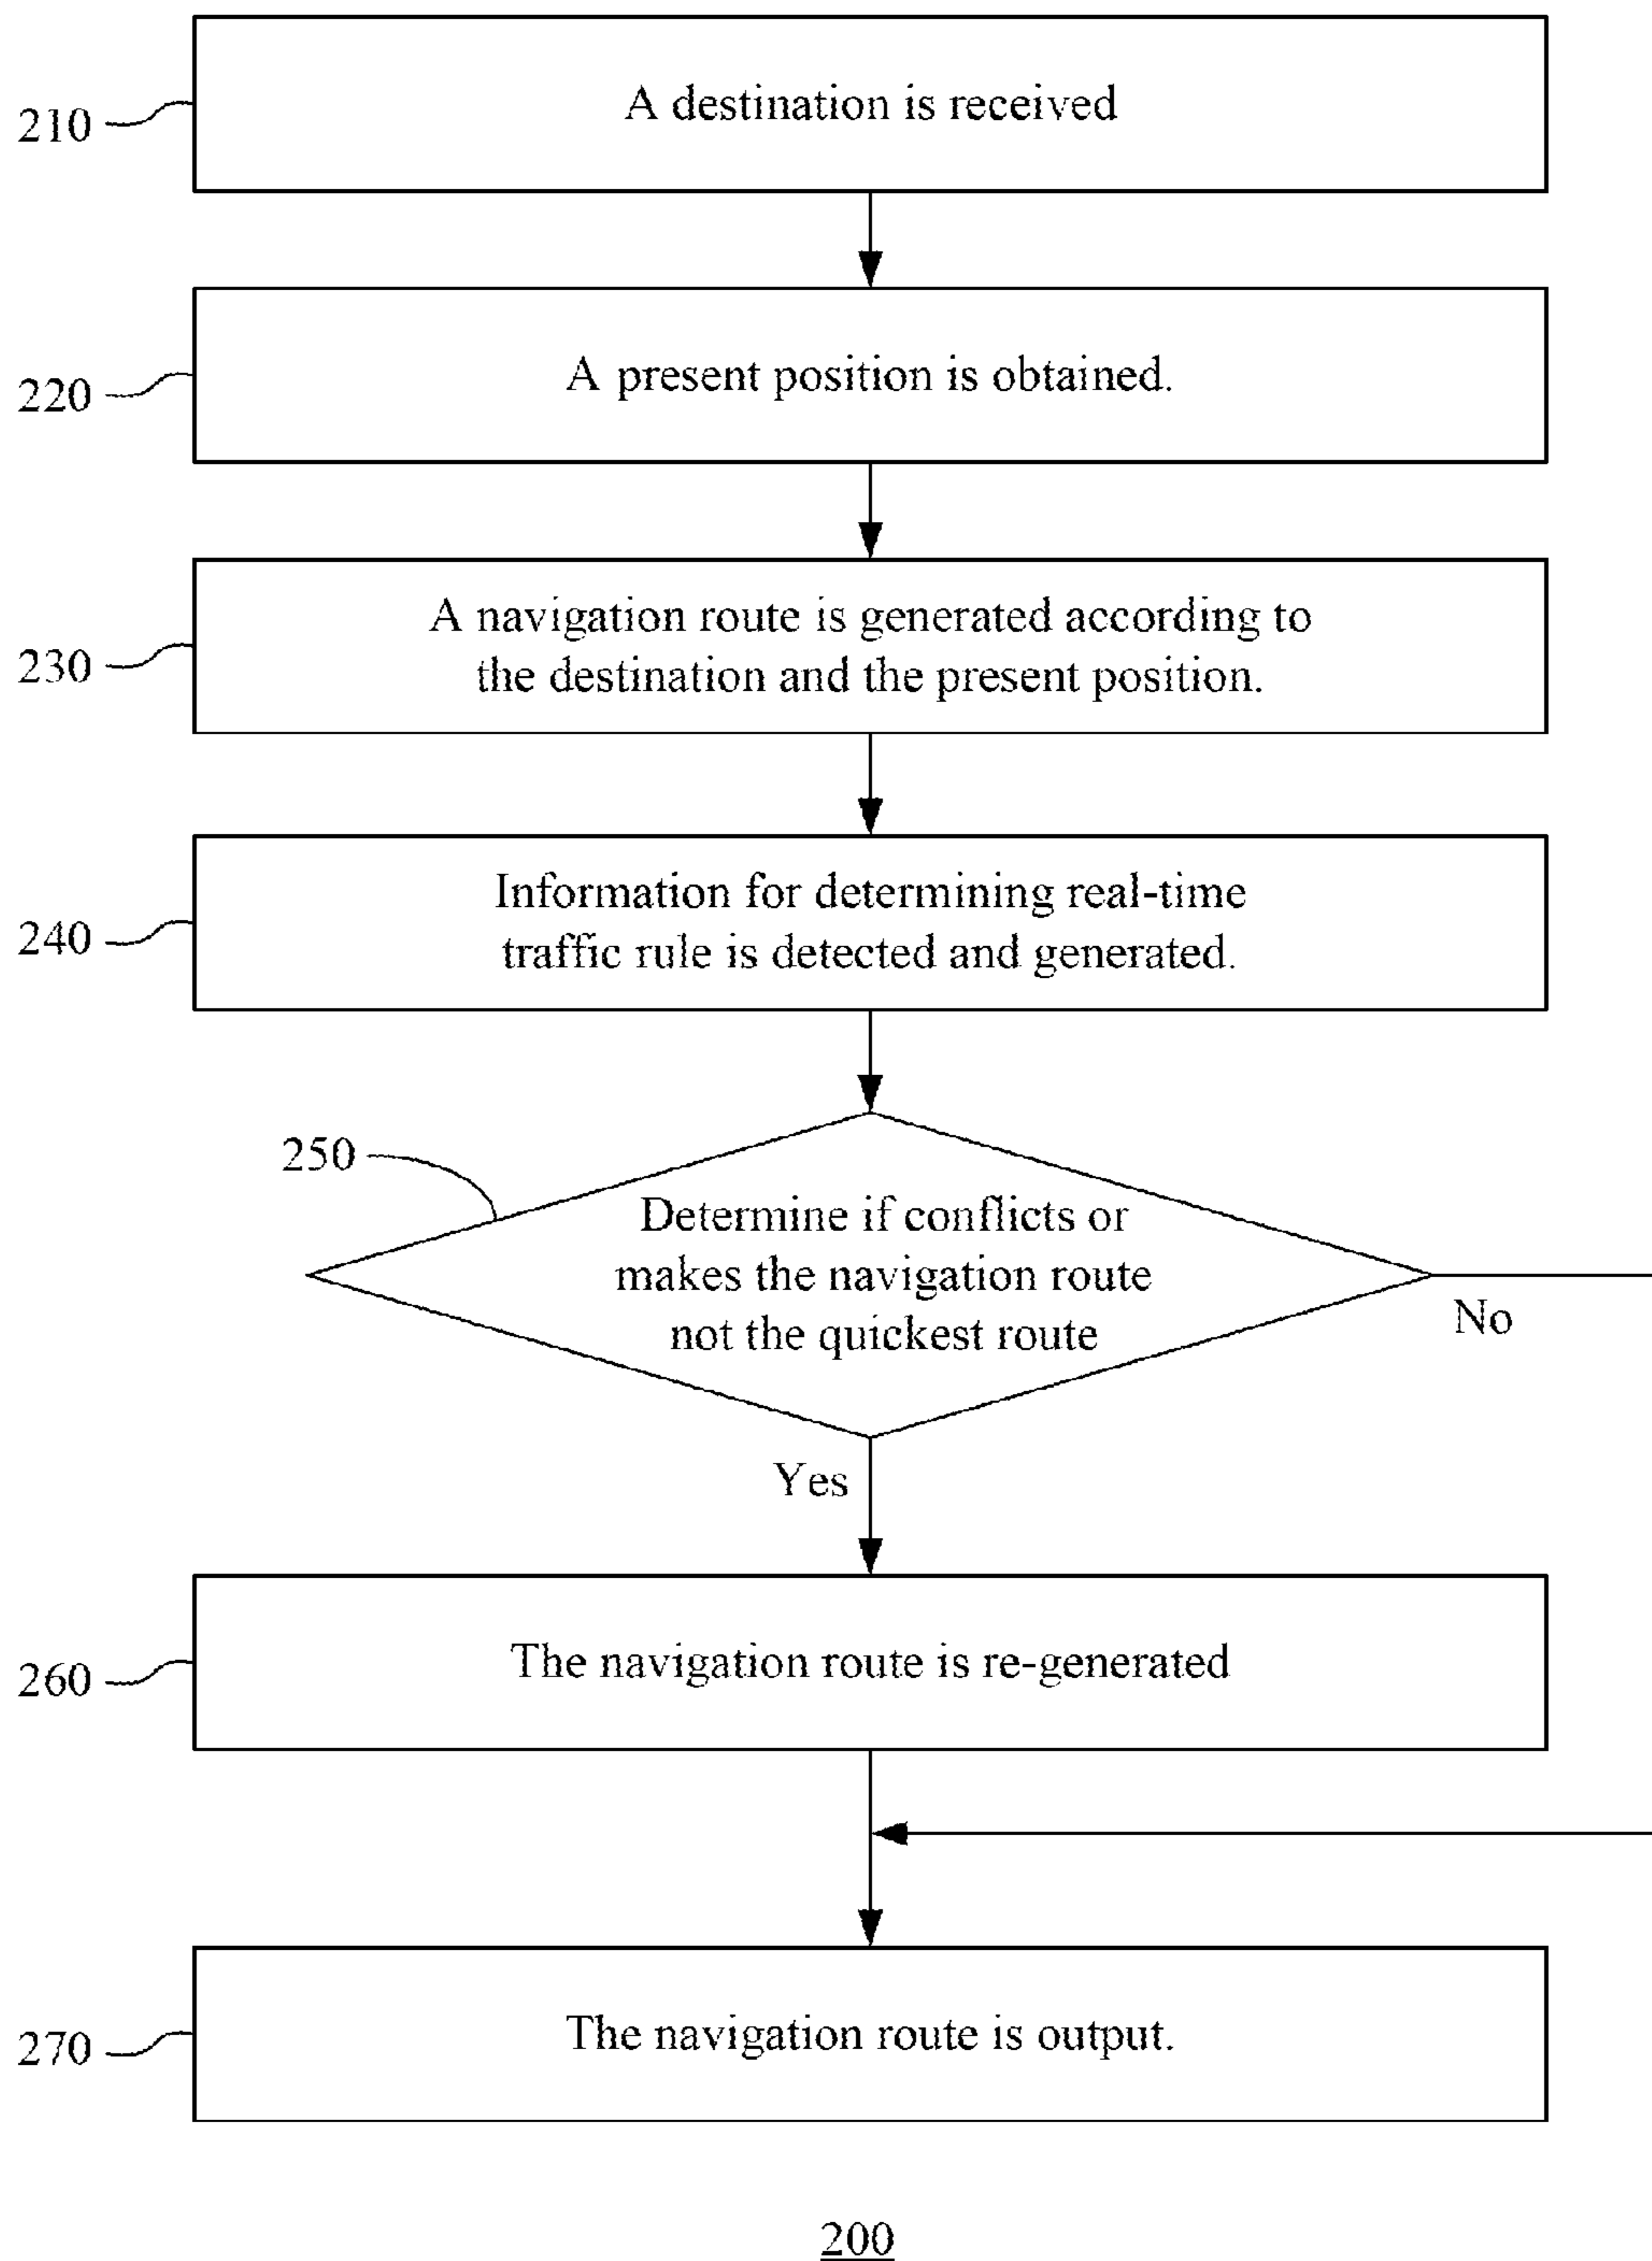 A destination is received
210
A present position is obtained.
220
A navigation route is generated according to
the destination and the present position.
230
Information for determining real-time
traffic rule is detected and generated.
240
250
Determine if conflicts or
makes the navigation route
not the quickest route
No
Yes
The navigation route is re-generated
260
The navigation route is output.
270
200